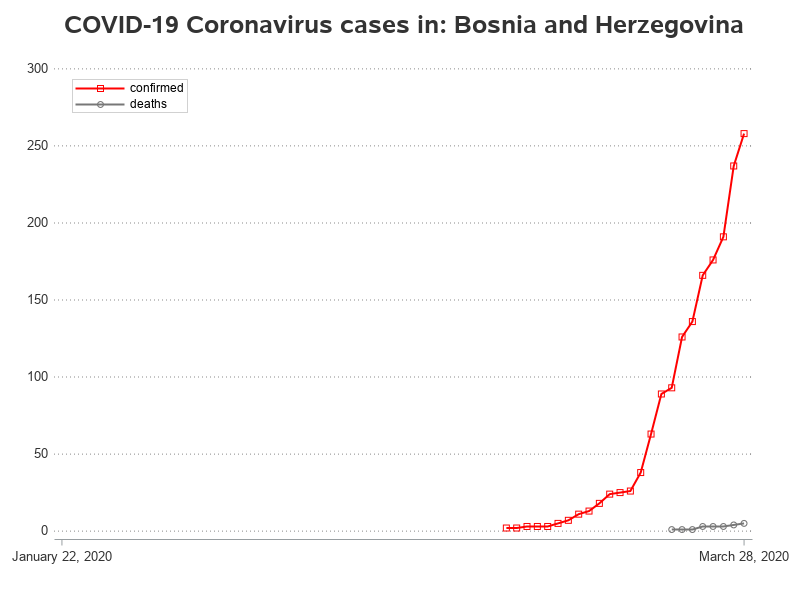 COVID-19 Coronavirus cases in: Bosnia and Herzegovina
300
confirmed
deaths
250
200
150
100
50
0
January 22, 2020
March 28, 2020